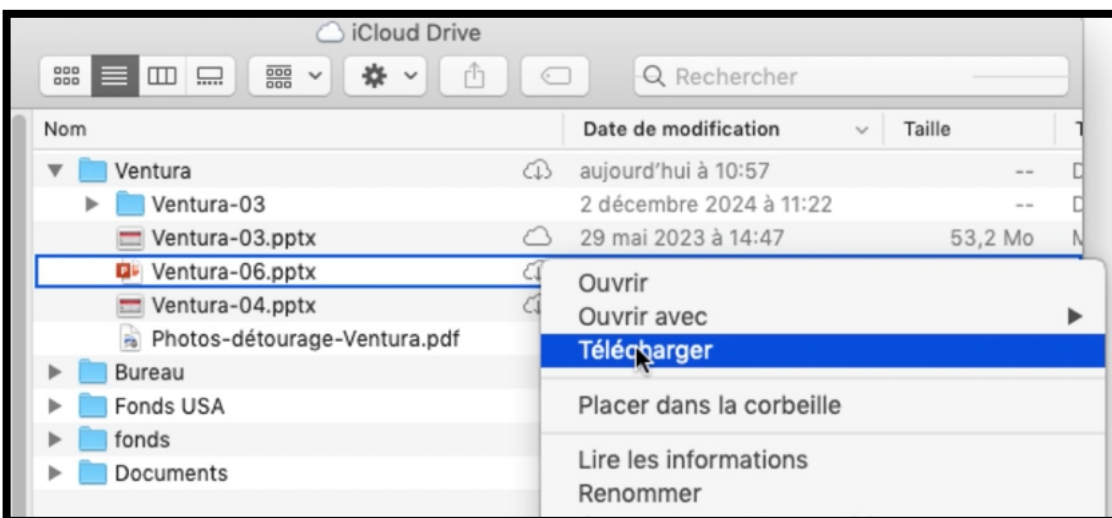 iCloud Drive
Rechercher
Nom Date de modification Taille
Ventura aujourd'hui à 10:57 --
Ventura-03 2 décembre 2024 à 11:22 --
Ventura-03.pptx 29 mai 2023 à 14:47 53,2 Mo
Ventura-06.pptx
Ouvrir
Ventura-04.pptx
Ouvrir avec
Photos-détourage-Ventura.pdf
Télécharger
Bureau
Placer dans la corbeille
Fonds USA
fonds
Lire les informations
Documents
Renommer